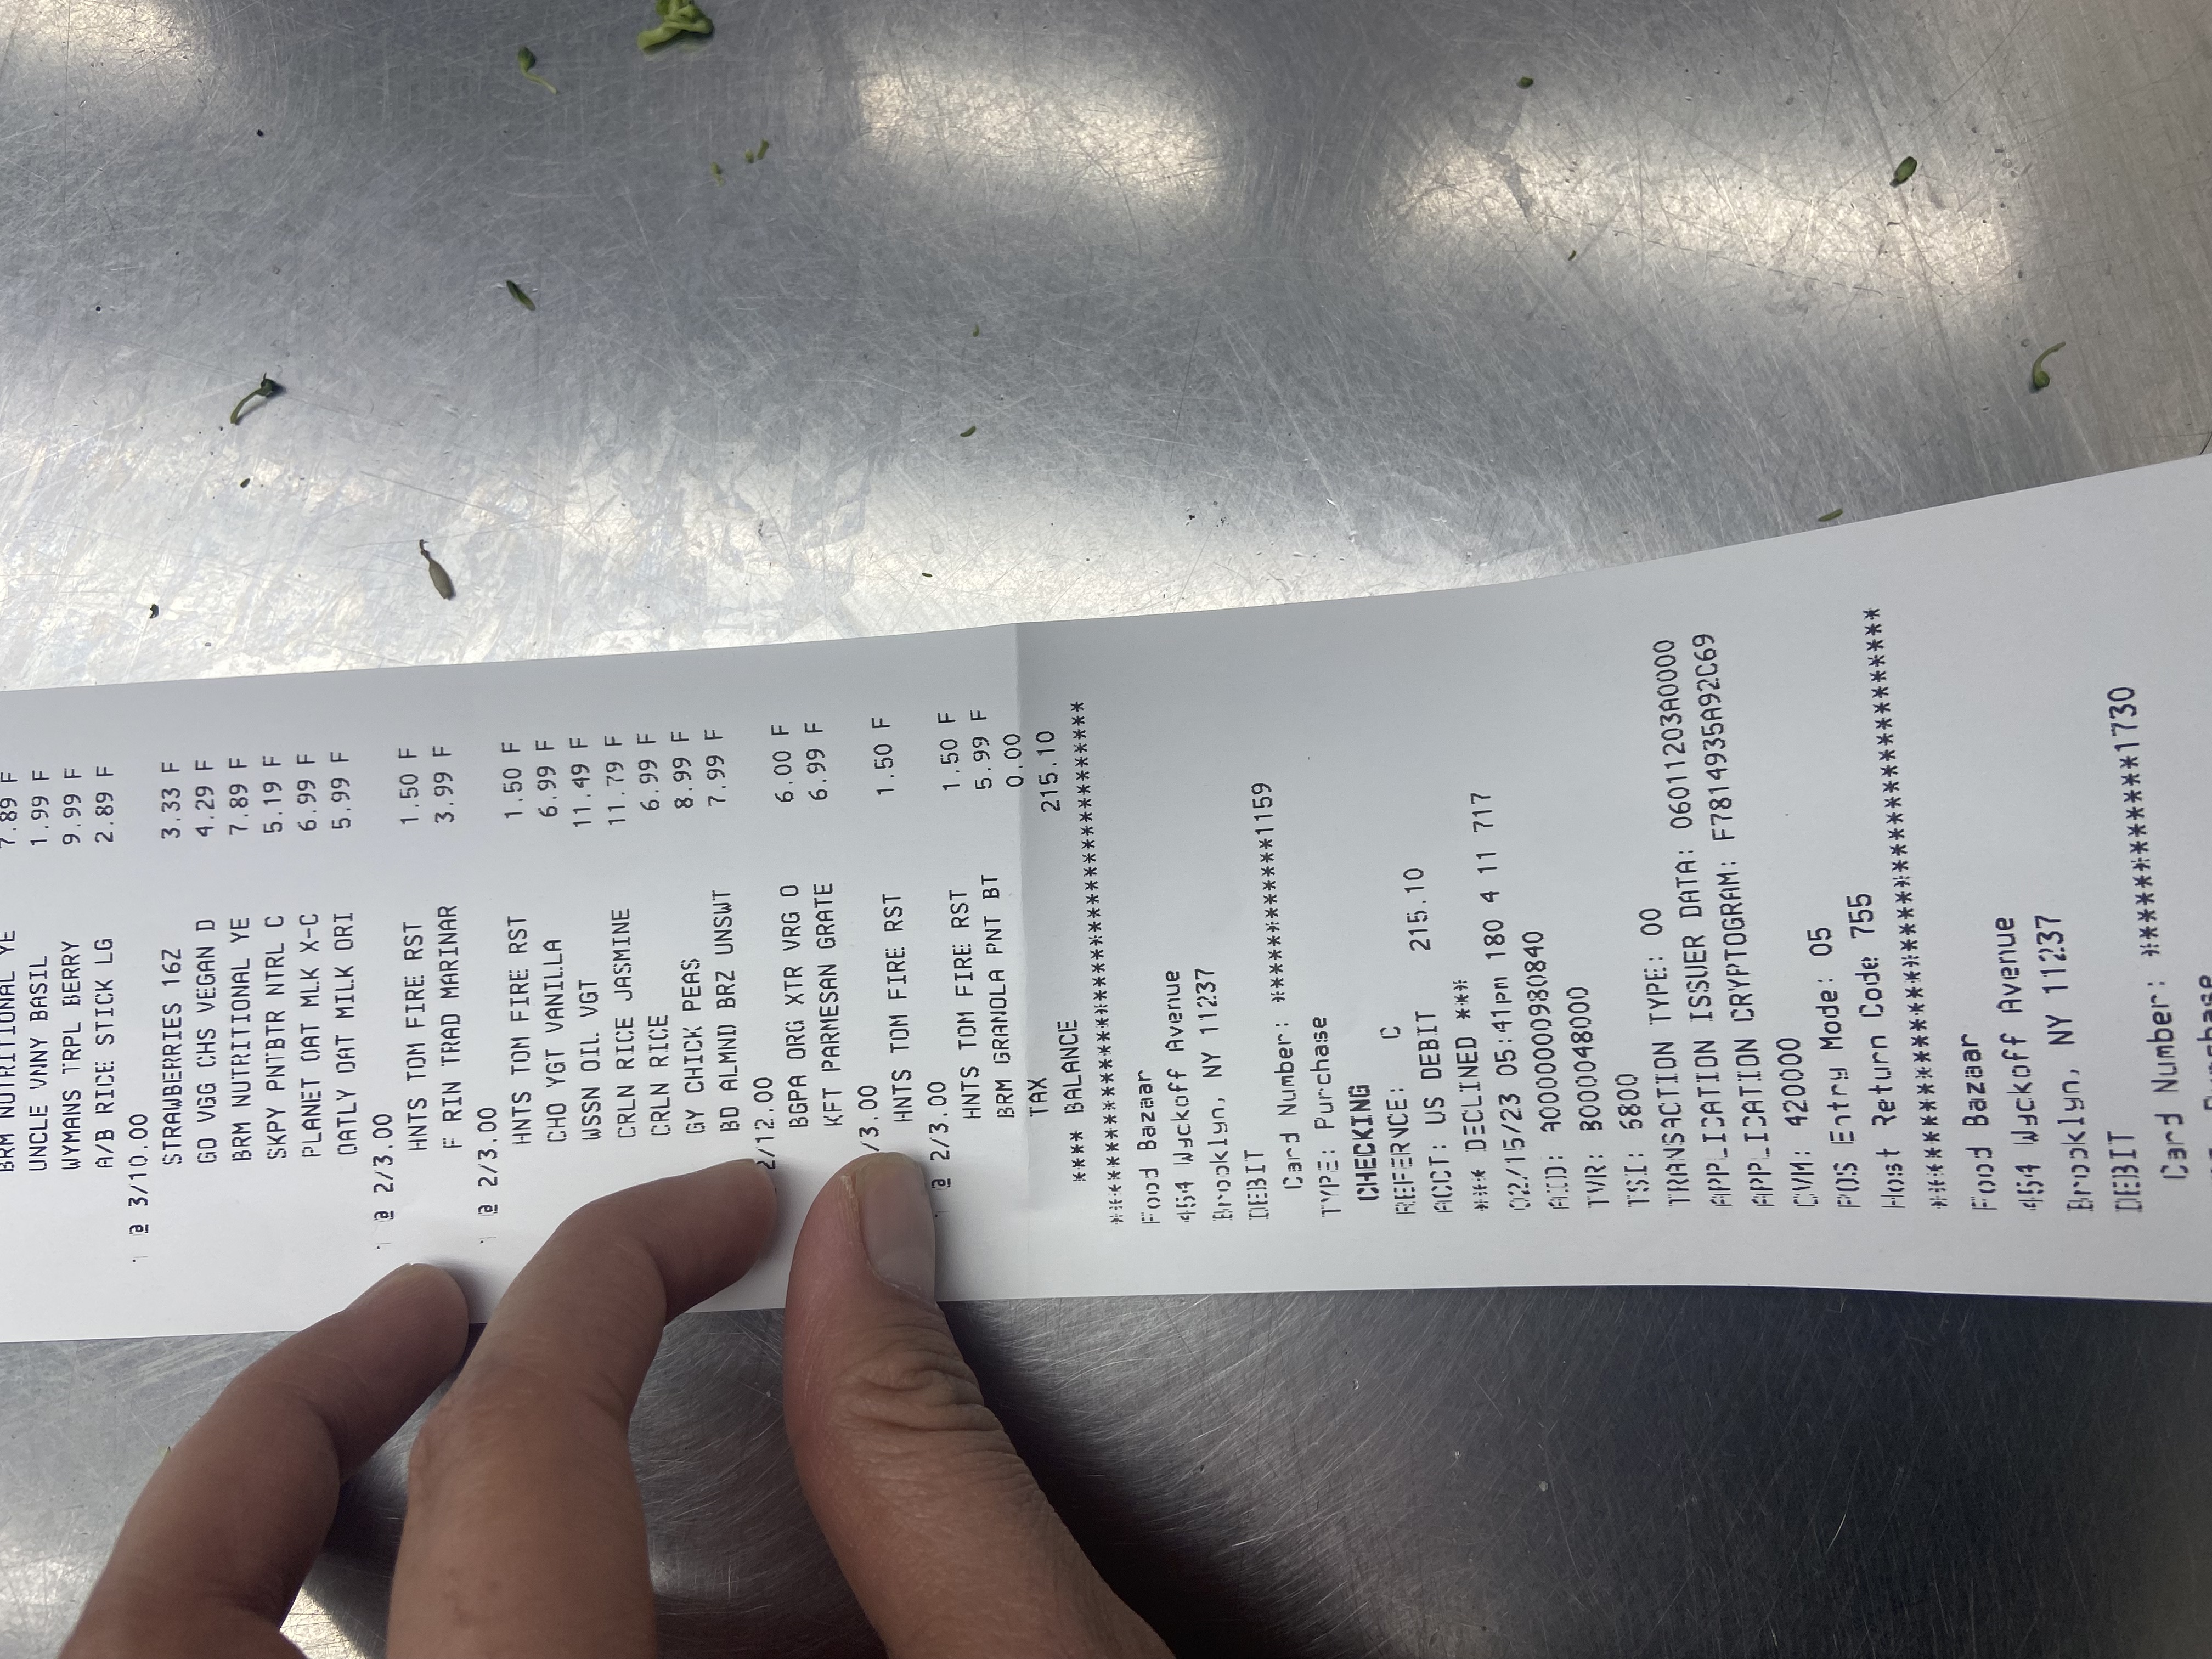 BRM NUTRITIONAL YE 7.89 F
UNCLE VNNY BASIL 1.99 F
WYMANS TRPL BERRY 9.99 F
A/B RICE STICK LG 2.89 F
1 @ 3/10.00
STRAWBERRIES 16Z 3.33 F
GO VGG CHS VEGAN D 4.29 F
BRM NUTRITIONAL YE 7.89 F
SKPY PNTBTR NTRL C 5.19 F
PLANET OAT MLK X-C 6.99 F
OATLY OAT MILK ORI 5.99 F
1 @ 2/3.00
HNTS TOM FIRE RST 1.50 F
F RIN TRAD MARINAR 3.99 F
1 @ 2/3.00
HNTS TOM FIRE RST 1.50 F
CHO YGT VANILLA 6.99 F
WSSN OIL VGT 11.49 F
CRLN RICE JASMINE 11.79 F
CRLN RICE 6.99 F
GY CHICK PEAS 8.99 F
BD ALMND BRZ UNSWT 7.99 F
2/12.00
BGPA ORG XTR VRG O 6.00 F
KFT PARMESAN GRATE 6.99 F
/3.00
HNTS TOM FIRE RST 1.50 F
1 @ 2/3.00
HNTS TOM FIRE RST 1.50 F
BRM GRANOLA PNT BT 5.99 F
TAX 0.00
**** BALANCE 215.10
**************************************
Food Bazaar
454 Wyckoff Avenue
Brooklyn, NY 11237
DEBIT
Card Number: ************1159
TYPE: Purchase
CHECKING
REFERNCE: C
ACCT: US DEBIT 215.10
*** DECLINED ***
02/15/23 05:41pm 180 4 11 717
AID: A0000000980840
TVR: 8000048000
TSI: 6800
TRANSACTION TYPE: 00
APPLICATION ISSUER DATA: 06011203A0000
APPLICATION CRYPTOGRAM: F7814935A92C69
CVM: 420000
POS Entry Mode: 05
Host Return Code 755
**************************************
Food Bazaar
454 Wyckoff Avenue
Brooklyn, NY 11237
DEBIT
Card Number: ************1730
Purchase